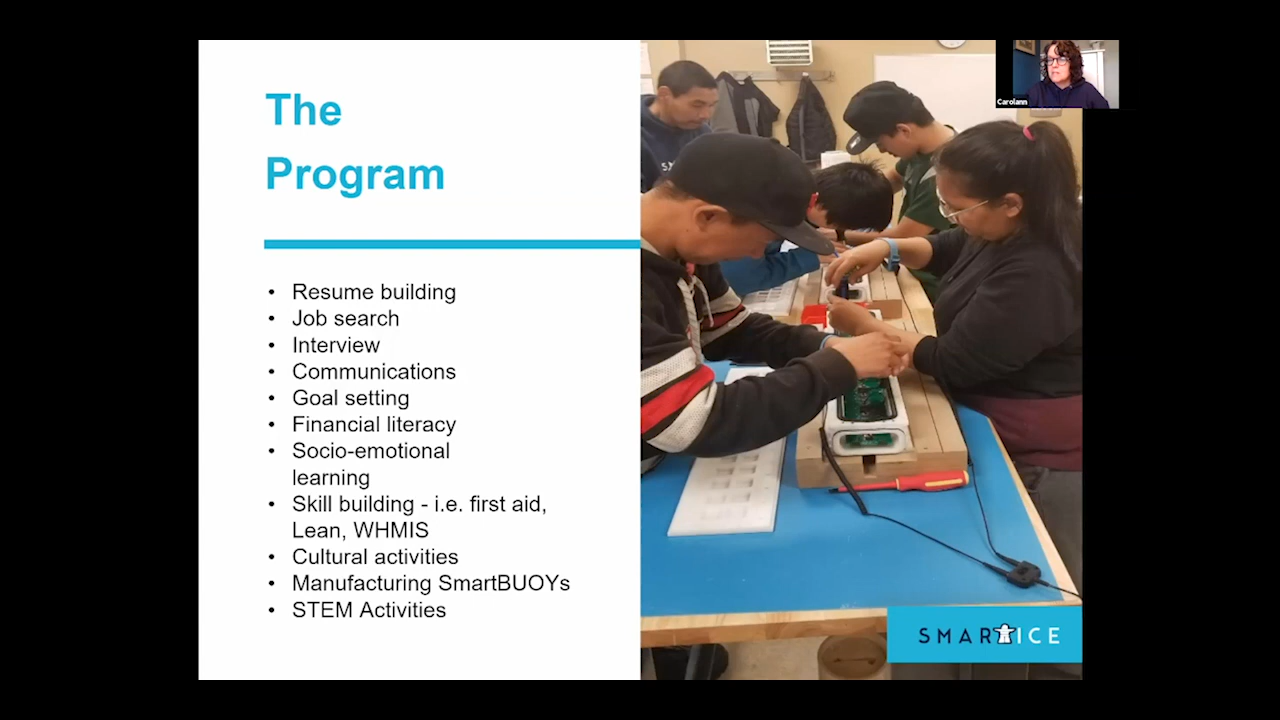 The
Program
• Resume building
• Job search
• Interview
• Communications
• Goal setting
• Financial literacy
• Socio-emotional
learning
• Skill building - i.e. first aid,
Lean, WHMIS
• Cultural activities
• Manufacturing SmartBUOYs
• STEM Activities
Carolann
SMARTICE